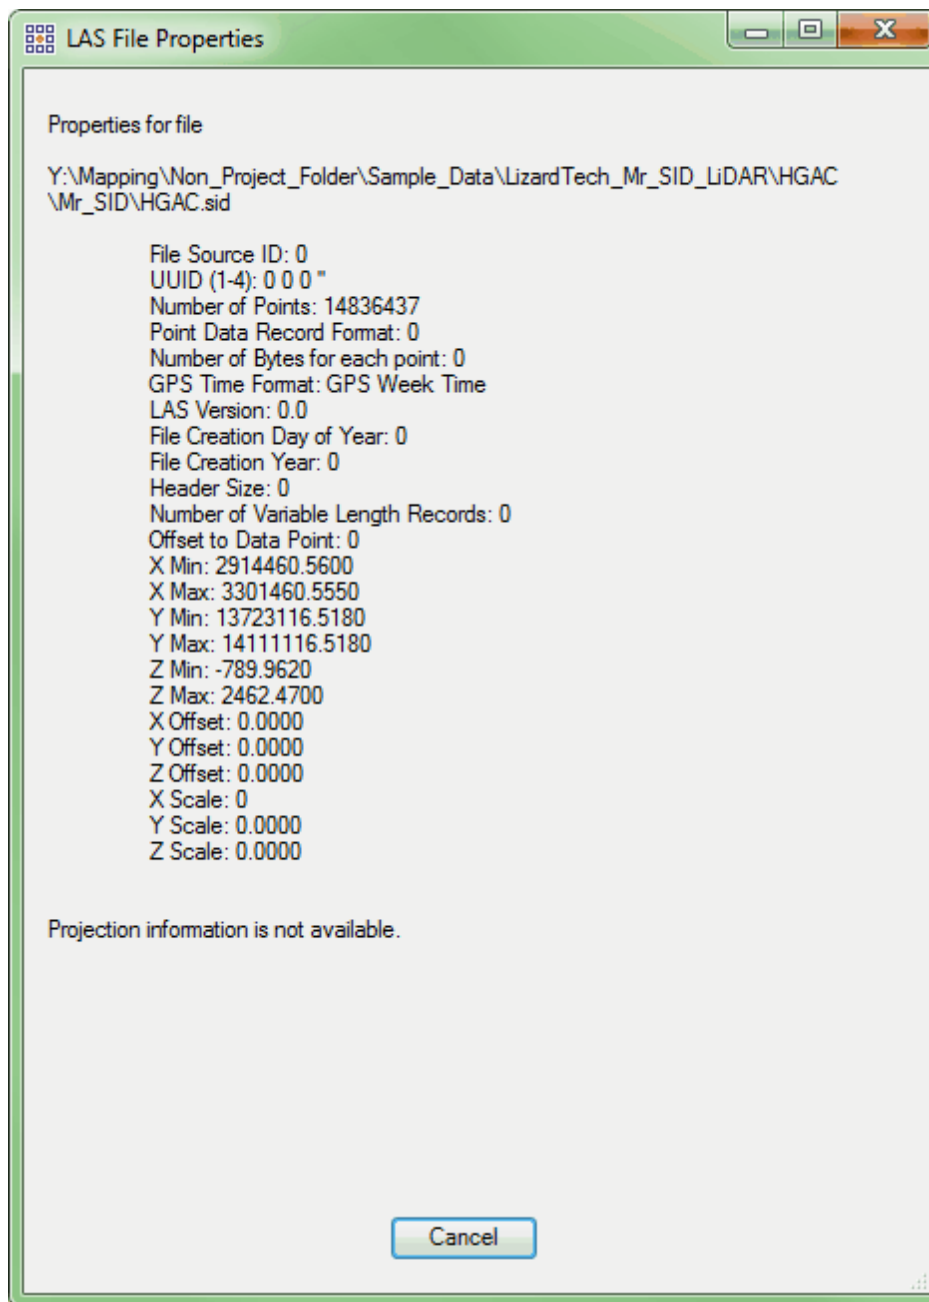 LAS File Properties
Properties for file
Y:\Mapping\Non_Project_Folder\Sample_Data\LizardTech_Mr_SID_LiDAR\HGAC
\Mr_SID\HGAC.sid
File Source ID: 0
UUID (1-4): 0 0 0 "
Number of Points: 14836437
Point Data Record Format: 0
Number of Bytes for each point: 0
GPS Time Format: GPS Week Time
LAS Version: 0.0
File Creation Day of Year: 0
File Creation Year: 0
Header Size: 0
Number of Variable Length Records: 0
Offset to Data Point: 0
X Min: 2914460.5600
X Max: 3301460.5550
Y Min: 13723116.5180
Y Max: 14111116.5180
Z Min: -789.9620
Z Max: 2462.4700
X Offset: 0.0000
Y Offset: 0.0000
Z Offset: 0.0000
X Scale: 0
Y Scale: 0.0000
Z Scale: 0.0000
Projection information is not available.
Cancel